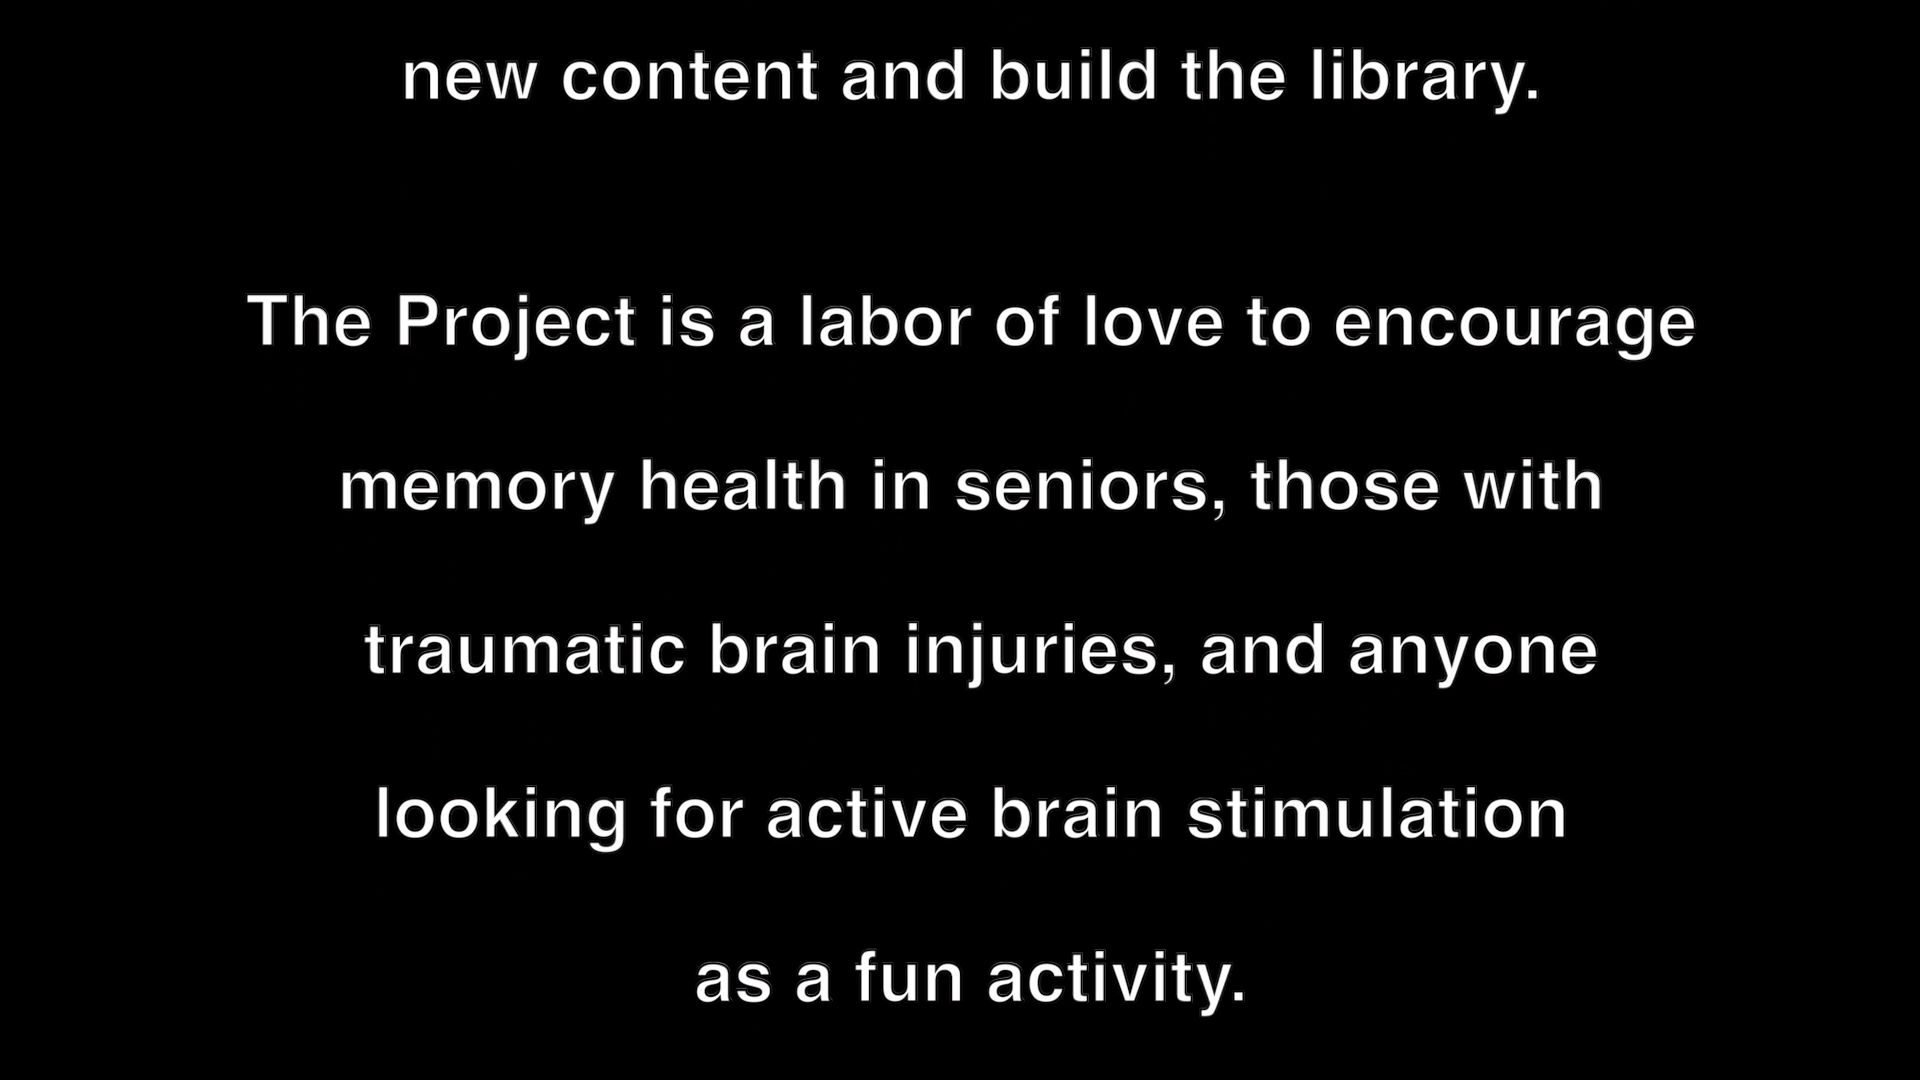 new content and build the library.
The Project is a labor of love to encourage
memory health in seniors, those with
traumatic brain injuries, and anyone
looking for active brain stimulation
as a fun activity.